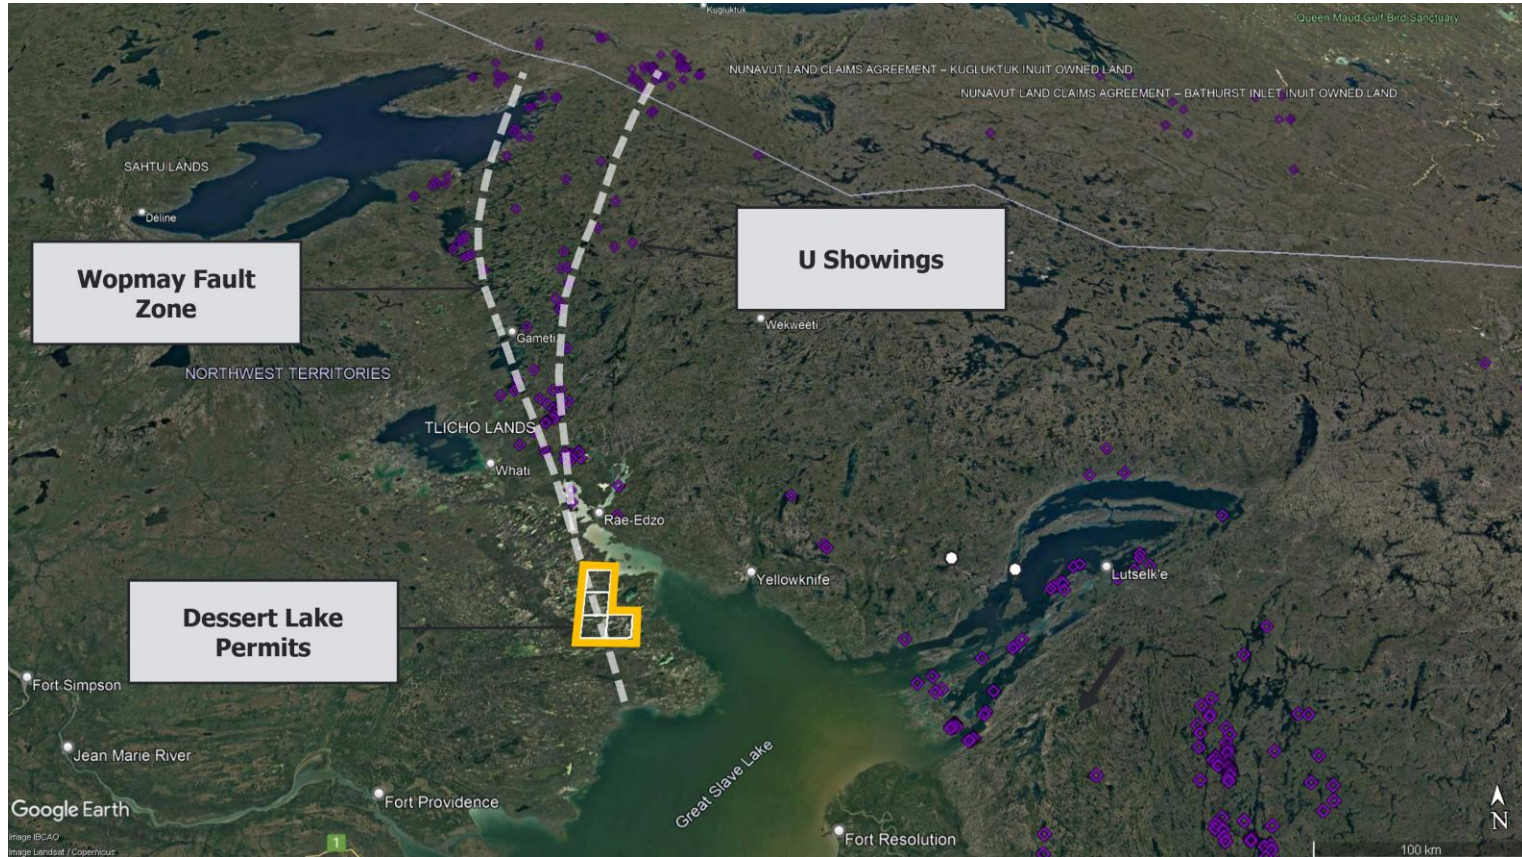 Kugluktuk
Queen Maud Gulf Bird Sanctuary
NUNAVUT LAND CLAIMS AGREEMENT – KUGLUKTUK INUIT OWNED LAND
NUNAVUT LAND CLAIMS AGREEMENT – BATHURST INLET INUIT OWNED LAND
SAHTU LANDS
Déline
U Showings
Wopmay Fault
Zone
Wekweèti
Gameti
NORTHWEST TERRITORIES
TLICHO LANDS
Whati
Rae-Edzo
Yellowknife
Lutselk'e
Dessert Lake
Permits
Fort Simpson
Jean Marie River
Great Slave Lake
Fort Providence
Google Earth
N
Fort Resolution
Image IBCAO
1
Image Landsat / Copernicus
100 km